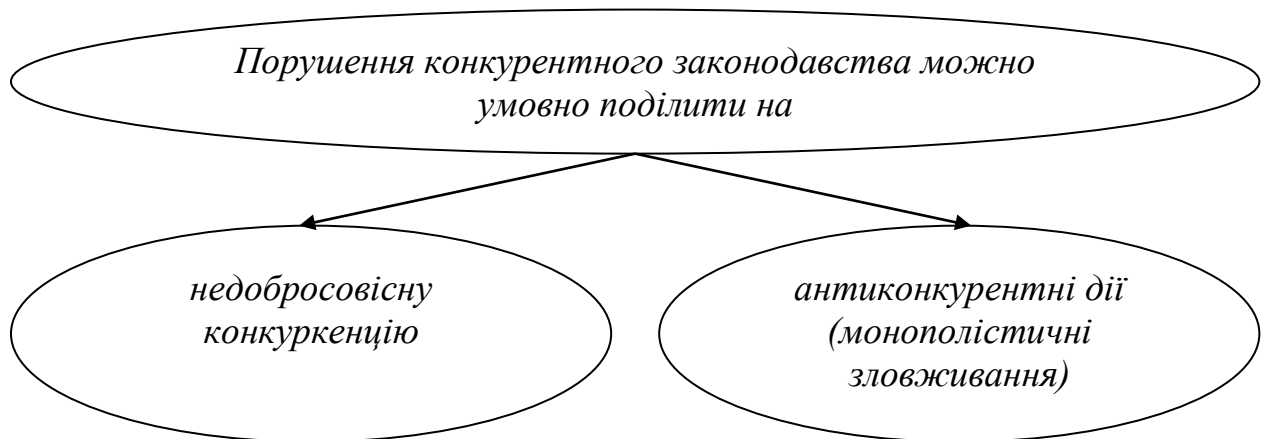 Порушення конкурентного законодавства можно
умовно поділити на
недобросовісну
конкуркенцію
антиконкурентні дії
(монополістичні
зловживання)